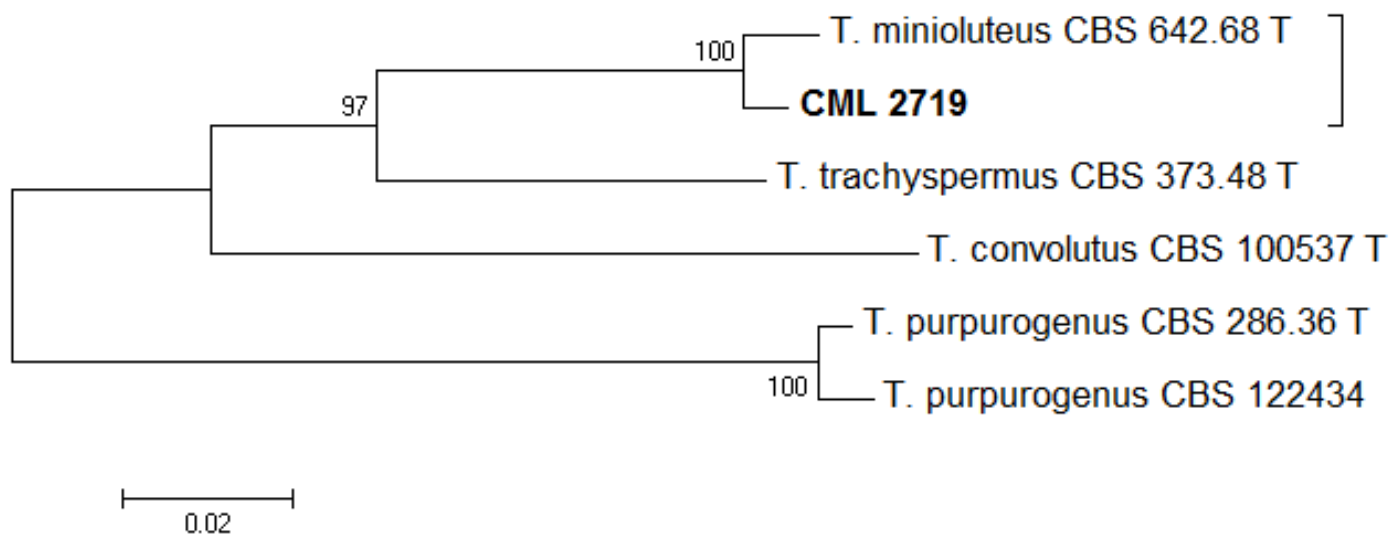 T. minioluteus CBS 642.68 T
100
CML 2719
97
T. trachyspermus CBS 373.48 T
T. convolutus CBS 100537 T
T. purpurogenus CBS 286.36 T
100
T. purpurogenus CBS 122434
0.02